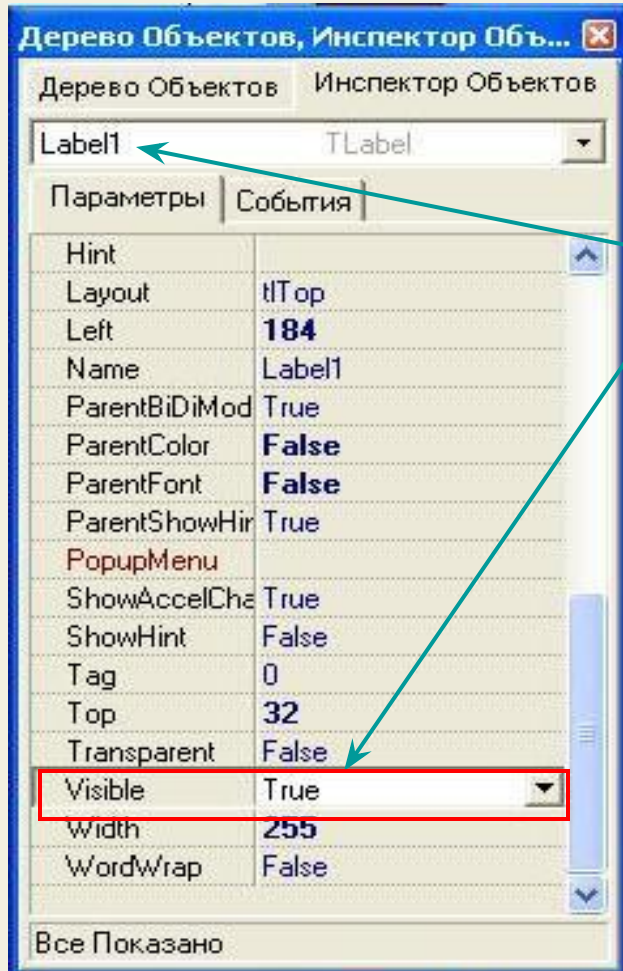 Дерево Объектов, Инспектор Объ...
Дерево Объектов Инспектор Объектов
Label1 TLabel
Параметры События
Hint
Layout tlTop
Left 184
Name Label1
ParentBiDiMod True
ParentColor False
ParentFont False
ParentShowHir True
PopupMenu
ShowAccelCha True
ShowHint False
Tag 0
Top 32
Transparent False
Visible True
Width 255
WordWrap False
Все Показано